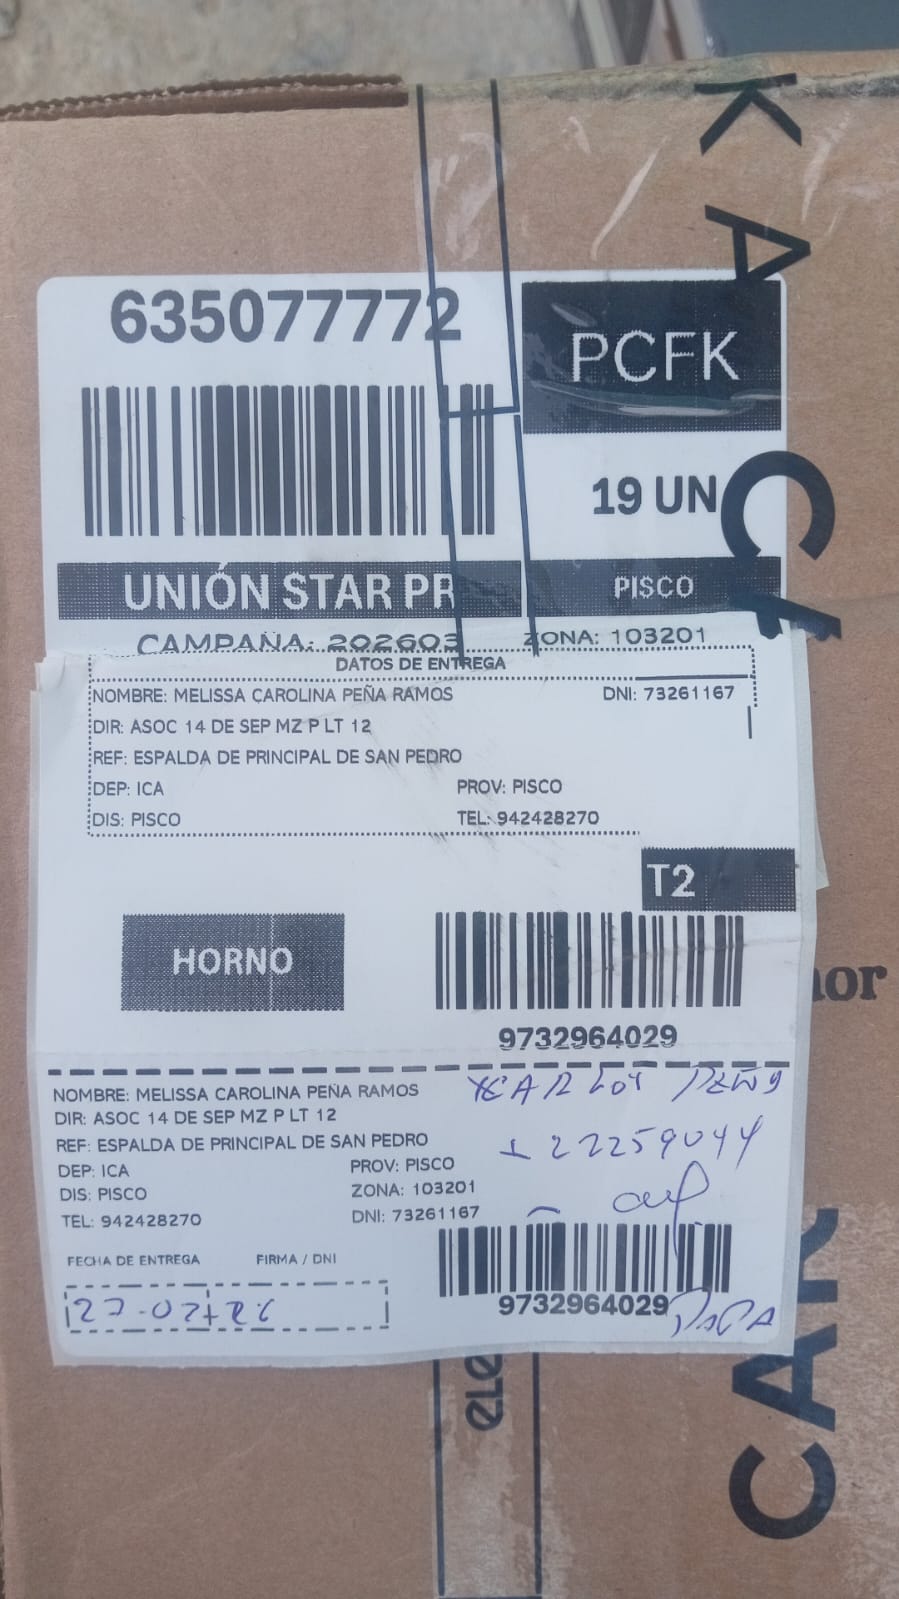 635077772
PCFK
19 UN
UNIÓN STAR PR
PISCO
CAMPAÑA: 202603
ZONA: 103201
DATOS DE ENTREGA
NOMBRE: MELISSA CAROLINA PEÑA RAMOS DNI: 73261167
DIR: ASOC 14 DE SEP MZ P LT 12
REF: ESPALDA DE PRINCIPAL DE SAN PEDRO
DEP: ICA PROV: PISCO
DIS: PISCO TEL: 942428270
T2
HORNO
9732964029
NOMBRE: MELISSA CAROLINA PEÑA RAMOS
DIR: ASOC 14 DE SEP MZ P LT 12
REF: ESPALDA DE PRINCIPAL DE SAN PEDRO
DEP: ICA PROV: PISCO
DIS: PISCO ZONA: 103201
TEL: 942428270 DNI: 73261167
FECHA DE ENTREGA FIRMA / DNI
22259044
9732964029
PAPA
KA
CAR